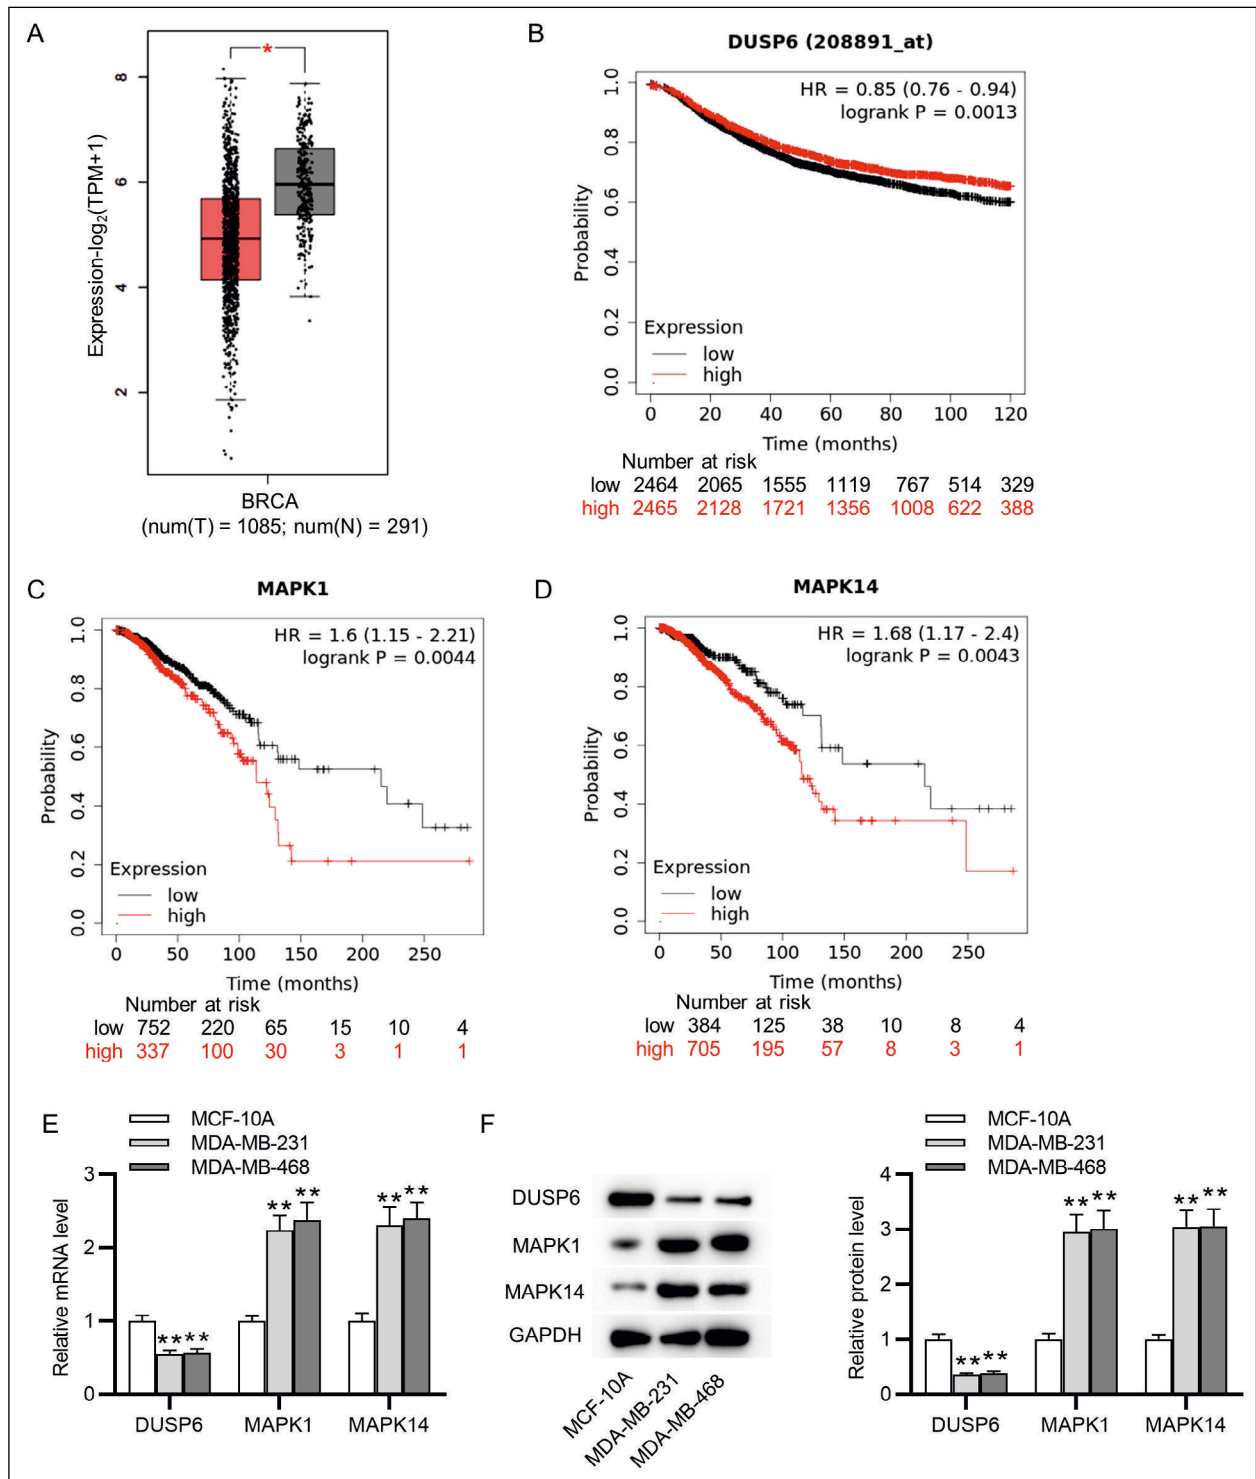 A
*
Expression-log2(TPM+1)
8
6
4
2
BRCA
(num(T) = 1085; num(N) = 291)
B
DUSP6 (208891_at)
HR = 0.85 (0.76 - 0.94)
logrank P = 0.0013
Probability
1.0
0.8
0.6
0.4
0.2
0.0
Expression
low
high
0 20 40 60 80 100 120
Time (months)
Number at risk
low 2464 2065 1555 1119 767 514 329
high 2465 2128 1721 1356 1008 622 388
C
MAPK1
HR = 1.6 (1.15 - 2.21)
logrank P = 0.0044
Probability
1.0
0.8
0.6
0.4
0.2
0.0
Expression
low
high
0 50 100 150 200 250
Time (months)
Number at risk
low 752 220 65 15 10 4
high 337 100 30 3 1 1
D
MAPK14
HR = 1.68 (1.17 - 2.4)
logrank P = 0.0043
Probability
1.0
0.8
0.6
0.4
0.2
0.0
Expression
low
high
0 50 100 150 200 250
Time (months)
Number at risk
low 384 125 38 10 8 4
high 705 195 57 8 3 1
E
MCF-10A
MDA-MB-231
MDA-MB-468
Relative mRNA level
3
2
1
0
** ** ** ** ** **
DUSP6 MAPK1 MAPK14
F
DUSP6
MAPK1
MAPK14
GAPDH
MCF-10A
MDA-MB-231
MDA-MB-468
MCF-10A
MDA-MB-231
MDA-MB-468
Relative protein level
4
3
2
1
0
** ** ** ** ** **
DUSP6 MAPK1 MAPK14